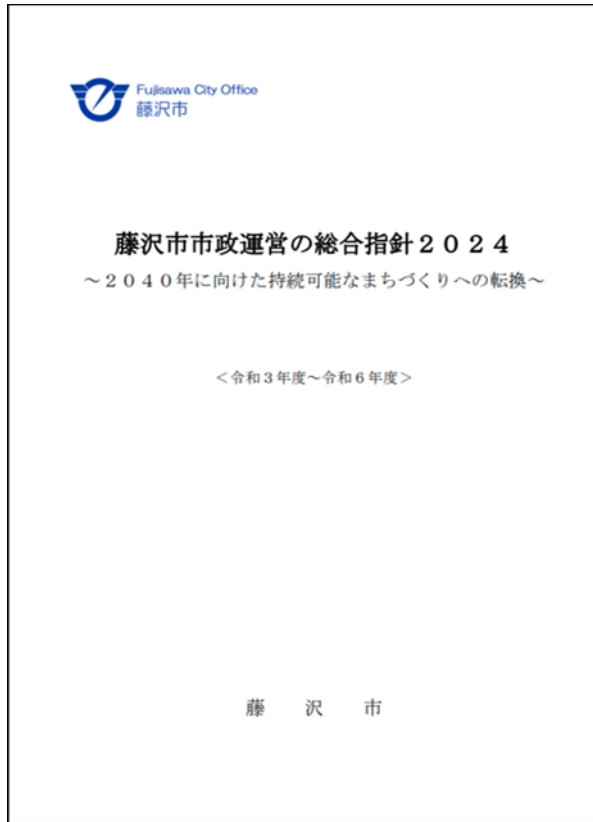 Fujisawa City Office
藤沢市
藤沢市市政運営の総合指針２０２４
～２０４０年に向けた持続可能なまちづくりへの転換～
＜令和３年度～令和６年度＞
藤　沢　市